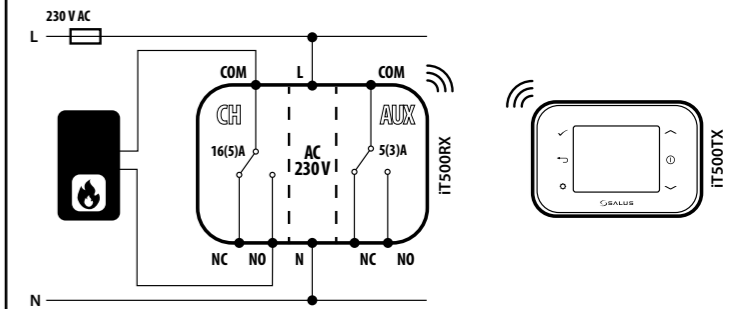 230 V AC
L
COM L COM
CH AUX
16(5)A AC 230 V 5(3)A
iT500RX
NC NO N NC NO
N
SALUS
iT500TX